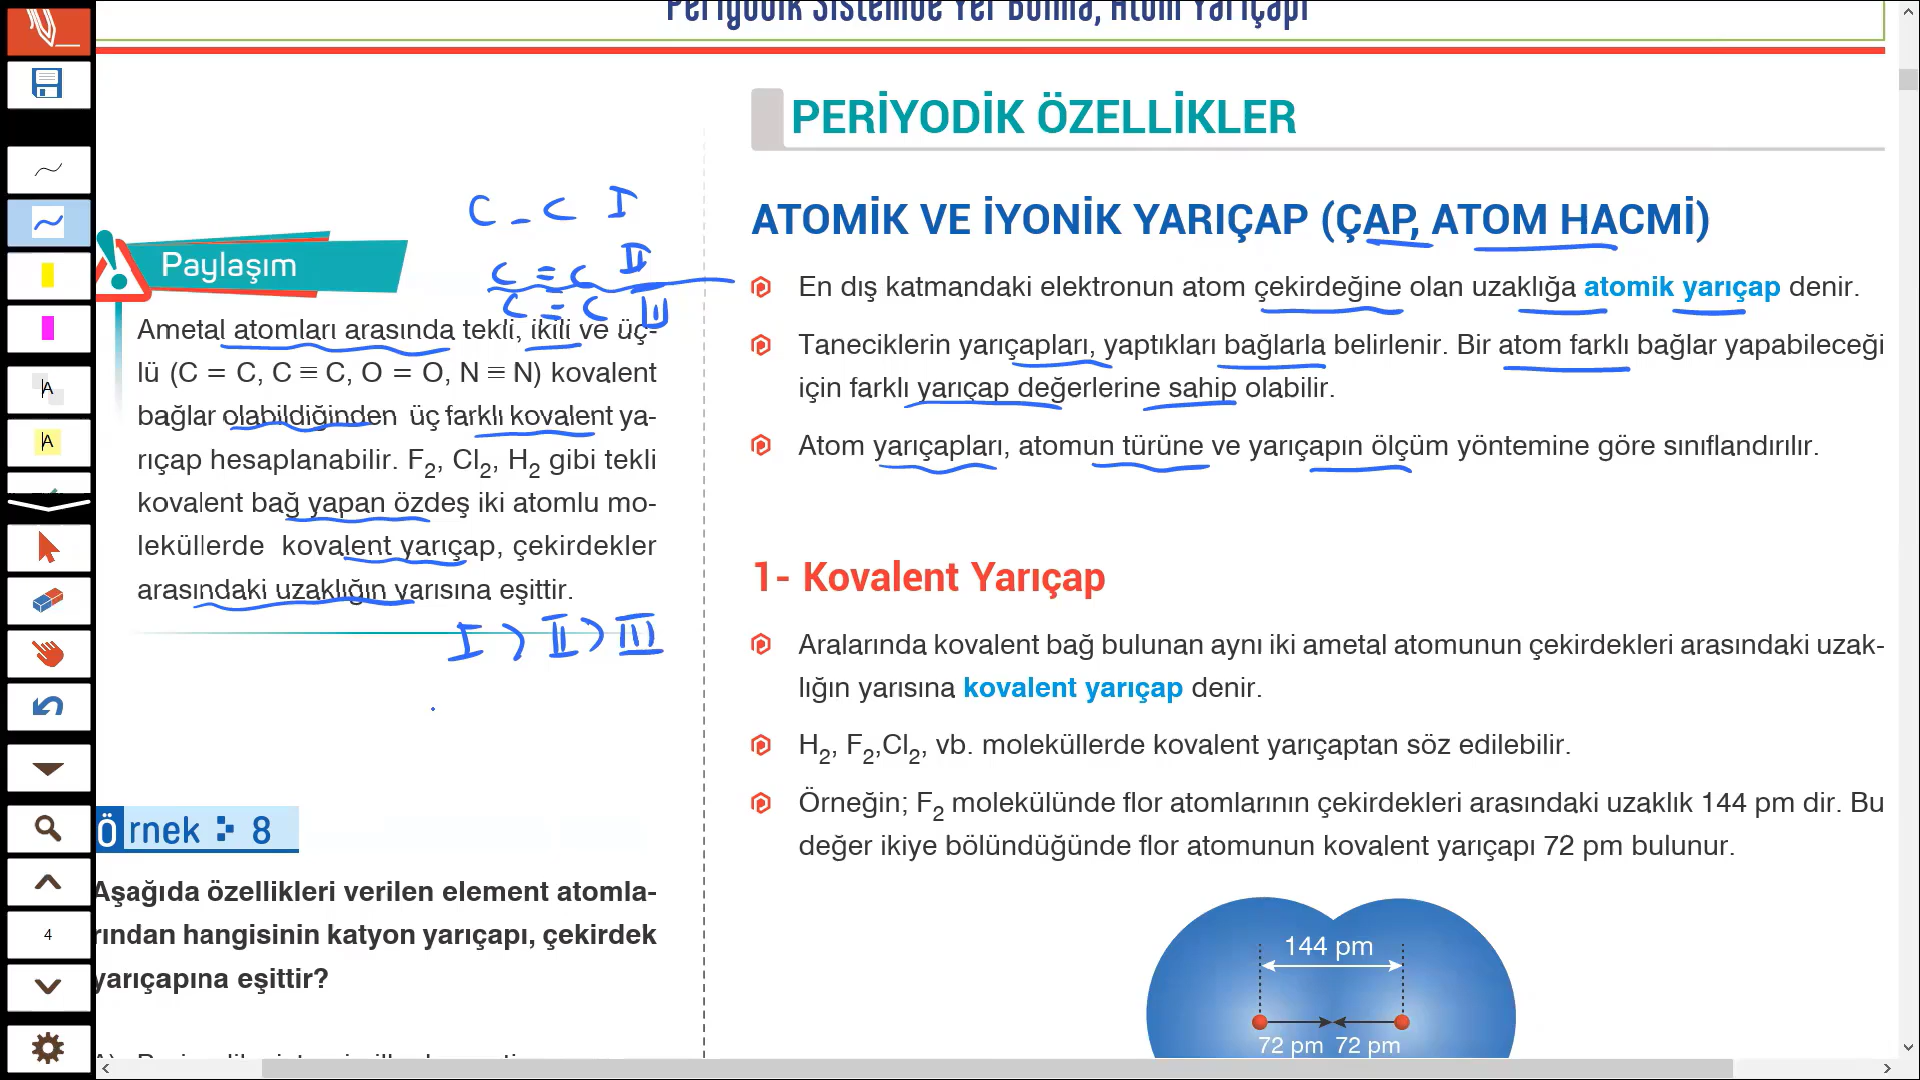 Periyodik Sistemde Yer Bulma, Atom Yarıçapı
C - C I
C = C II
C ≡ C III
Paylaşım
Ametal atomları arasında tekli, ikili ve üç-
lü (C = C, C ≡ C, O = O, N ≡ N) kovalent
bağlar olabildiğinden üç farklı kovalent ya-
rıçap hesaplanabilir. F2, Cl2, H2 gibi tekli
kovalent bağ yapan özdeş iki atomlu mo-
leküllerde kovalent yarıçap, çekirdekler
arasındaki uzaklığın yarısına eşittir.
I > II > III
Örnek : 8
Aşağıda özellikleri verilen element atomla-
rından hangisinin katyon yarıçapı, çekirdek
yarıçapına eşittir?
PERİYODİK ÖZELLİKLER
ATOMİK VE İYONİK YARIÇAP (ÇAP, ATOM HACMİ)
En dış katmandaki elektronun atom çekirdeğine olan uzaklığa atomik yarıçap denir.
Taneciklerin yarıçapları, yaptıkları bağlarla belirlenir. Bir atom farklı bağlar yapabileceği
için farklı yarıçap değerlerine sahip olabilir.
Atom yarıçapları, atomun türüne ve yarıçapın ölçüm yöntemine göre sınıflandırılır.
1- Kovalent Yarıçap
Aralarında kovalent bağ bulunan aynı iki ametal atomunun çekirdekleri arasındaki uzak-
lığın yarısına kovalent yarıçap denir.
H2, F2,Cl2, vb. moleküllerde kovalent yarıçaptan söz edilebilir.
Örneğin; F2 molekülünde flor atomlarının çekirdekleri arasındaki uzaklık 144 pm dir. Bu
değer ikiye bölündüğünde flor atomunun kovalent yarıçapı 72 pm bulunur.
144 pm
72 pm 72 pm
A
A
4